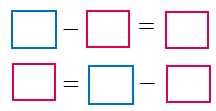 − =
= −